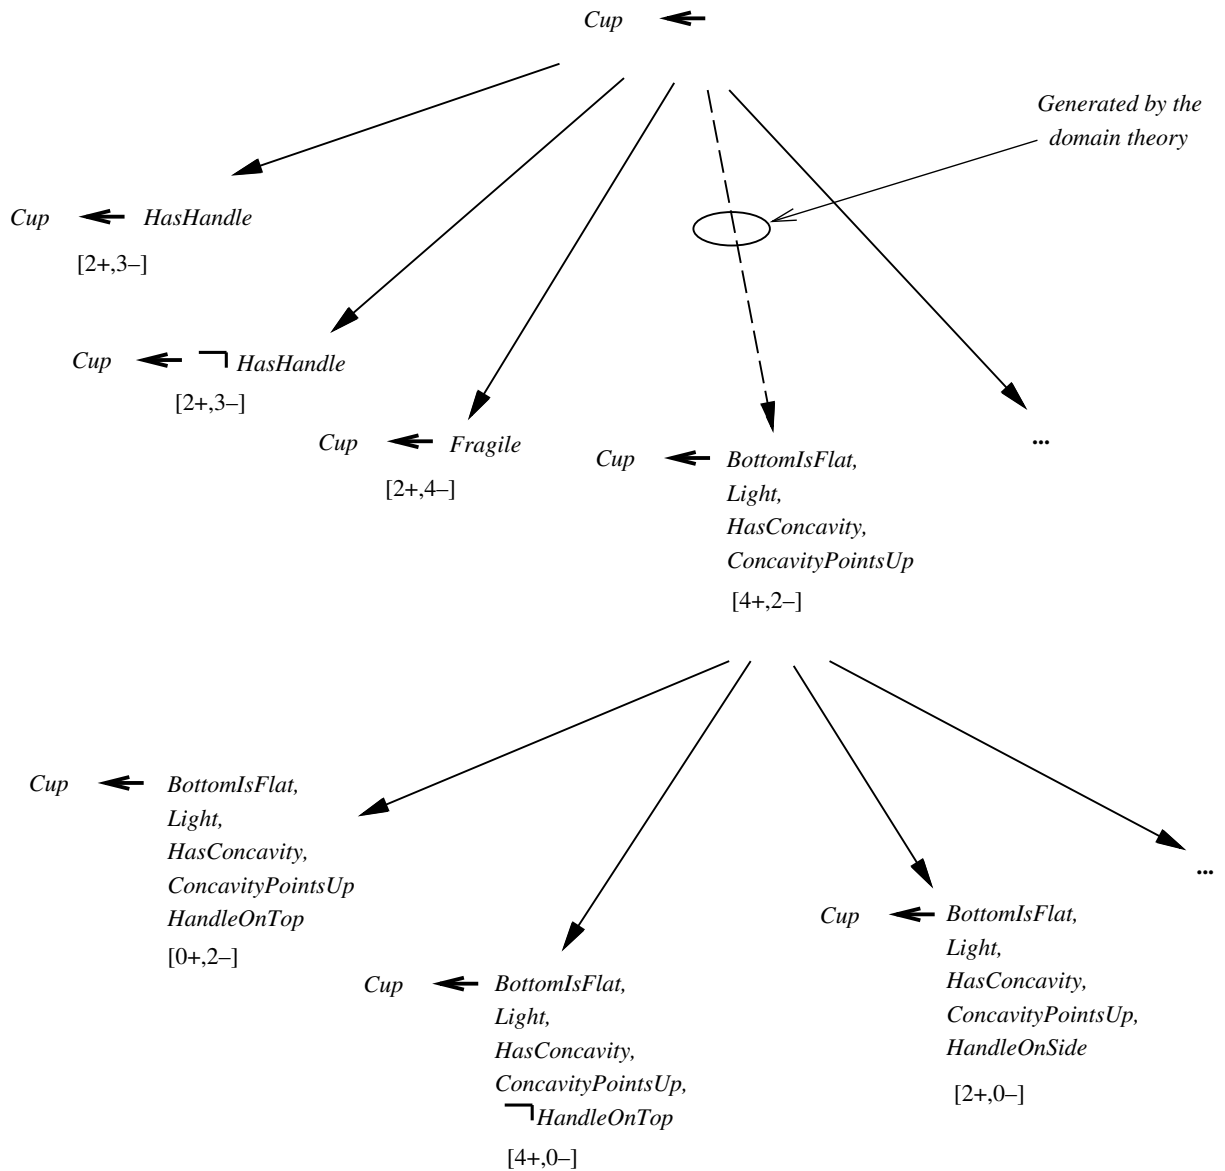 Cup ←
Generated by the
domain theory
Cup ← HasHandle
[2+,3–]
Cup ← ¬ HasHandle
[2+,3–]
Cup ← Fragile
[2+,4–]
Cup ← BottomIsFlat,
Light,
HasConcavity,
ConcavityPointsUp
[4+,2–]
...
Cup ← BottomIsFlat,
Light,
HasConcavity,
ConcavityPointsUp
HandleOnTop
[0+,2–]
Cup ← BottomIsFlat,
Light,
HasConcavity,
ConcavityPointsUp,
¬HandleOnTop
[4+,0–]
Cup ← BottomIsFlat,
Light,
HasConcavity,
ConcavityPointsUp,
HandleOnSide
[2+,0–]
...